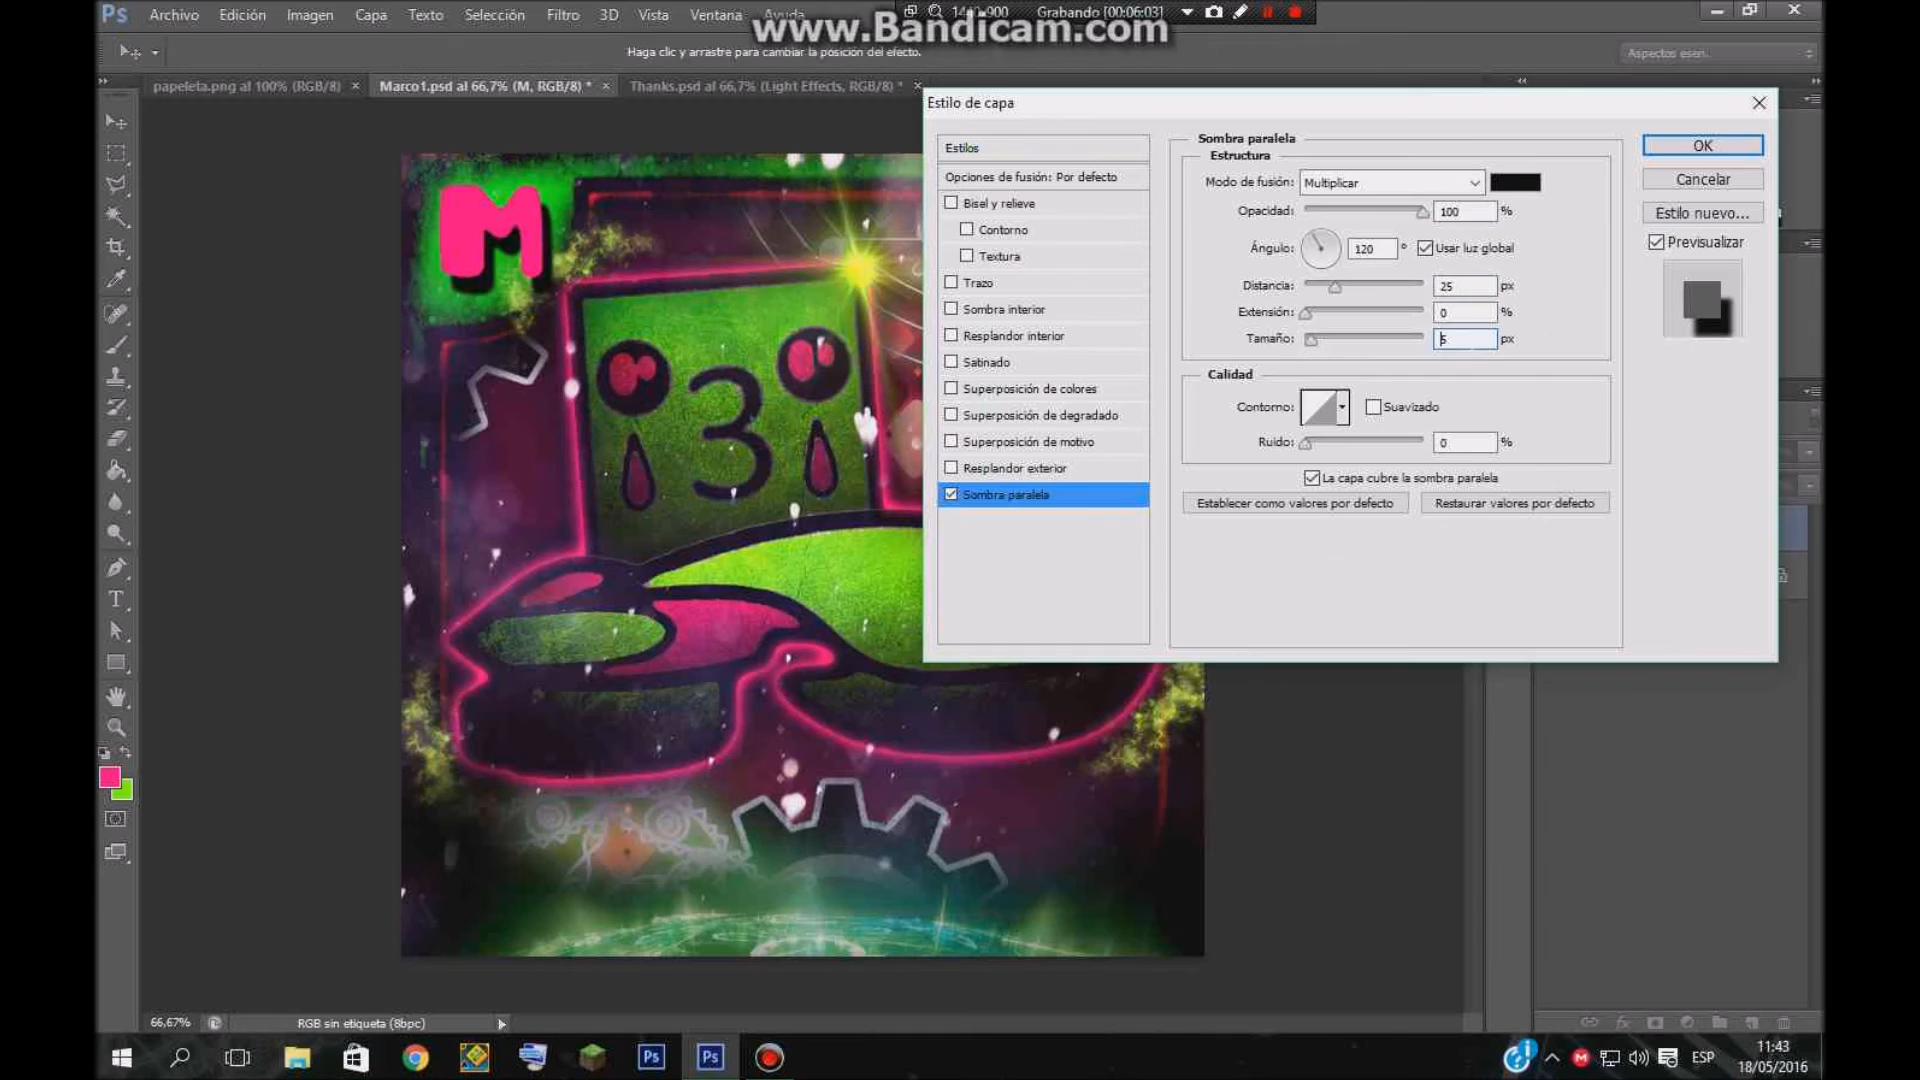 Ps Archivo Edición Imagen Capa Texto Selección Filtro 3D Vista Ventana Ayuda
1440x900 Grabando [00:06:03]
www.Bandicam.com
Haga clic y arrastre para cambiar la posición del efecto.
Aspectos esen.
papeleta.png al 100% (RGB/8)
Marco1.psd al 66,7% (M, RGB/8) *
Thanks.psd al 66,7% (Light Effects, RGB/8) *
Estilo de capa
Estilos
Opciones de fusión: Por defecto
Bisel y relieve
Contorno
Textura
Trazo
Sombra interior
Resplandor interior
Satinado
Superposición de colores
Superposición de degradado
Superposición de motivo
Resplandor exterior
Sombra paralela
Sombra paralela
Estructura
Modo de fusión: Multiplicar
Opacidad: 100 %
Ángulo: 120 ° Usar luz global
Distancia: 25 px
Extensión: 0 %
Tamaño: 5 px
Calidad
Contorno: Suavizado
Ruido: 0 %
La capa cubre la sombra paralela
Establecer como valores por defecto
Restaurar valores por defecto
OK
Cancelar
Estilo nuevo...
Previsualizar
M
3
T
66,67%
RGB sin etiqueta (8bpc)
fx
Ps
Ps
M
ESP
11:43
18/05/2016